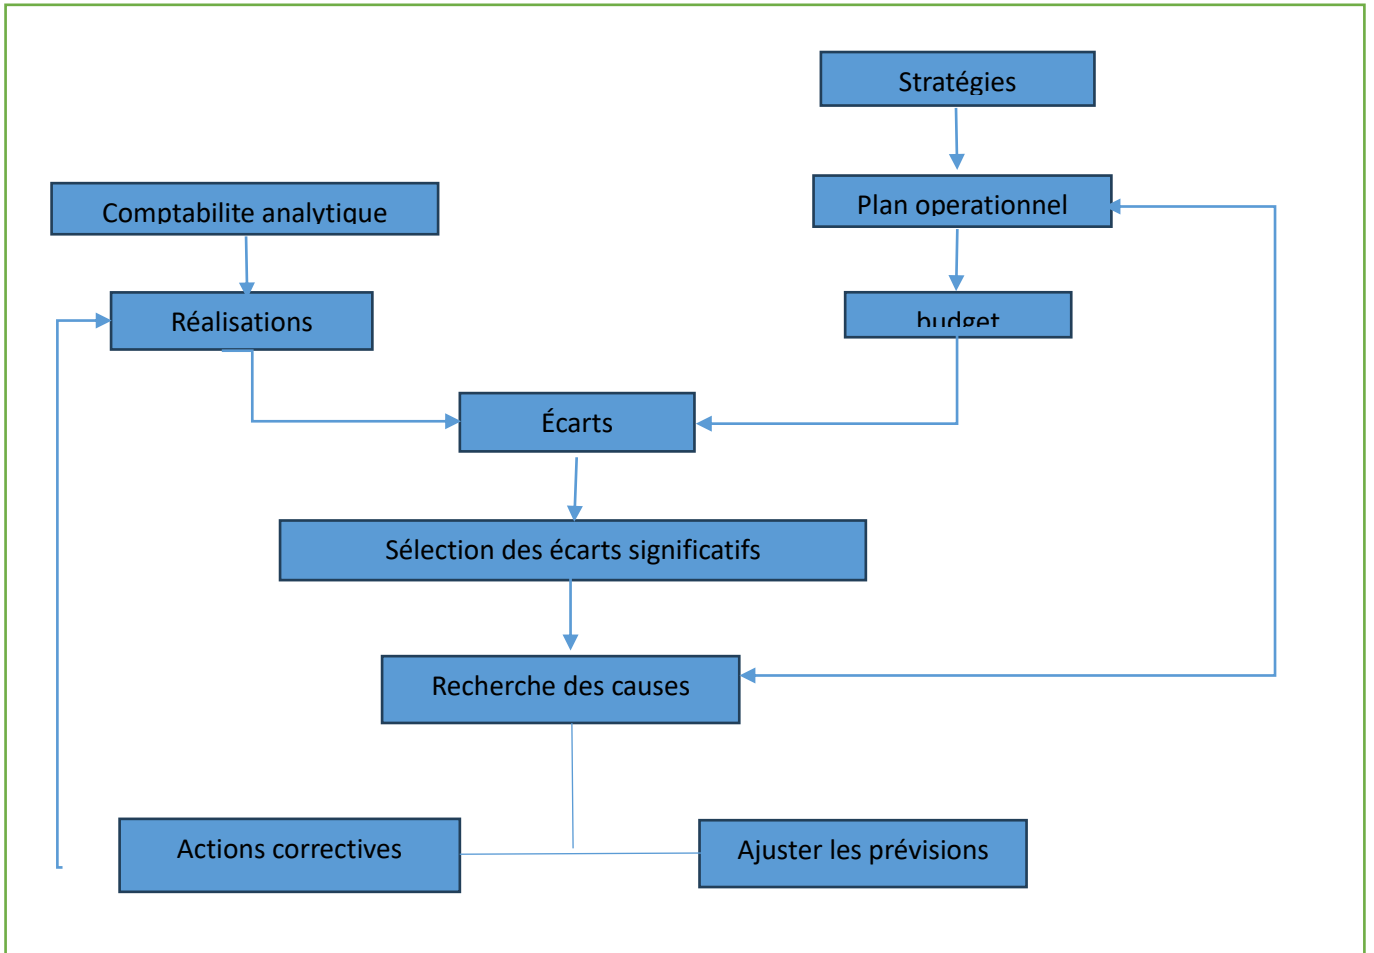 Stratégies
Comptabilite analytique
Plan operationnel
Réalisations
budget
Écarts
Sélection des écarts significatifs
Recherche des causes
Actions correctives
Ajuster les prévisions